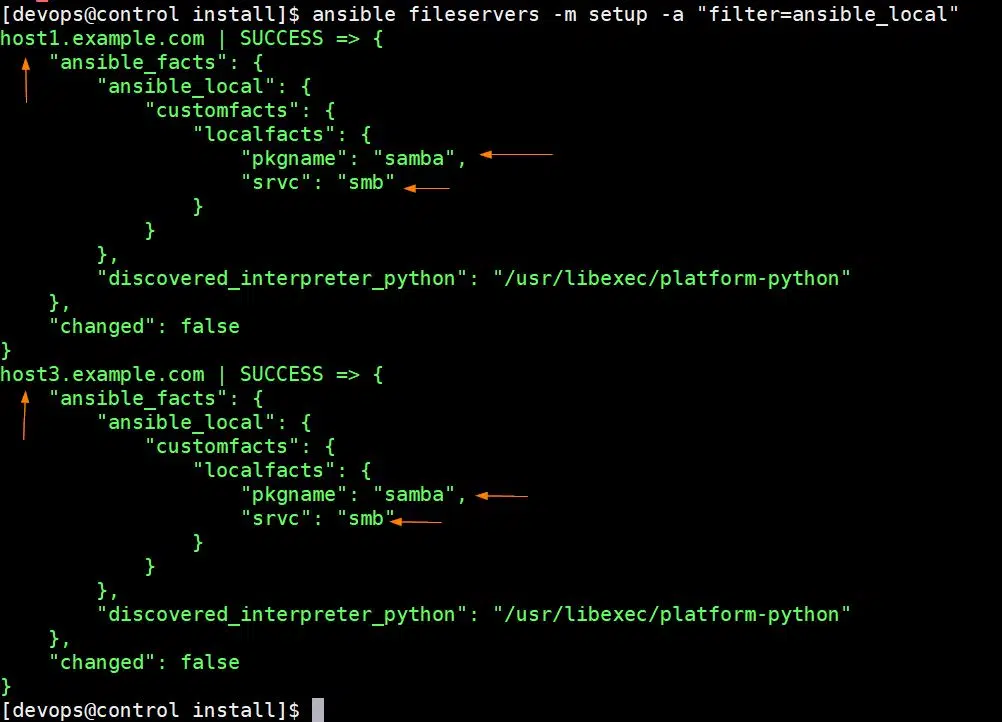 [devops@control install]$ ansible fileservers -m setup -a "filter=ansible_local"
host1.example.com | SUCCESS => {
    "ansible_facts": {
        "ansible_local": {
            "customfacts": {
                "localfacts": {
                    "pkgname": "samba",
                    "srvc": "smb"
                }
            }
        },
        "discovered_interpreter_python": "/usr/libexec/platform-python"
    },
    "changed": false
}
host3.example.com | SUCCESS => {
    "ansible_facts": {
        "ansible_local": {
            "customfacts": {
                "localfacts": {
                    "pkgname": "samba",
                    "srvc": "smb"
                }
            }
        },
        "discovered_interpreter_python": "/usr/libexec/platform-python"
    },
    "changed": false
}
[devops@control install]$